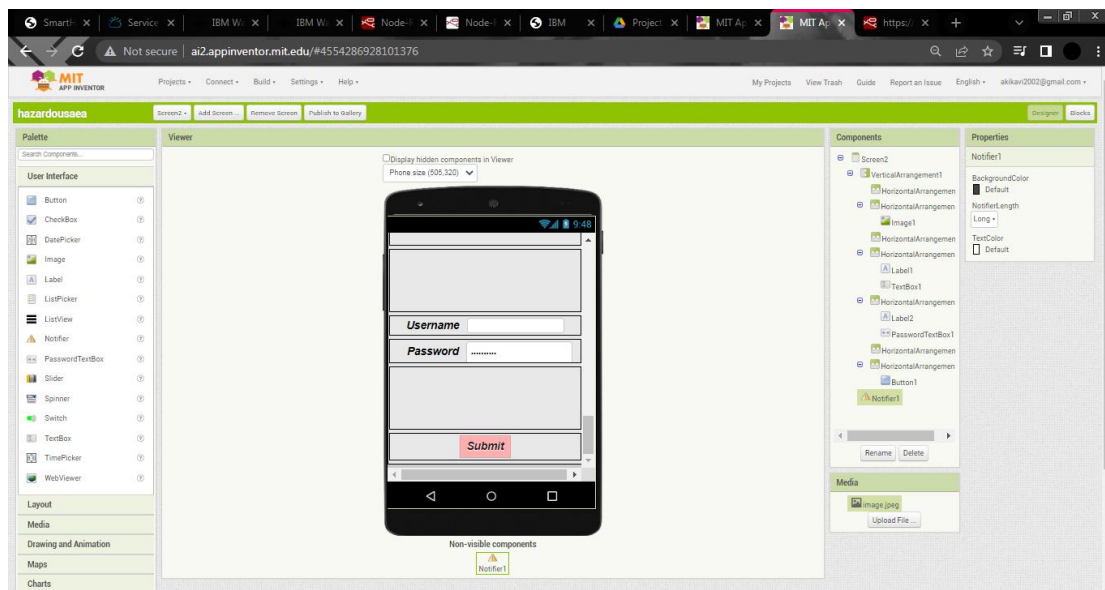 SmartH
Service
IBM Wa
IBM Wa
Node-R
Node-R
IBM
Project
MIT Ap
MIT Ap
https://
Not secure | ai2.appinventor.mit.edu/#4554286928101376
MIT
APP INVENTOR
Projects
Connect
Build
Settings
Help
My Projects
View Trash
Guide
Report an Issue
English
akikavi2002@gmail.com
hazardousaea
Screen2
Add Screen ...
Remove Screen
Publish to Gallery
Designer
Blocks
Palette
Search Components...
User Interface
Button
CheckBox
DatePicker
Image
Label
ListPicker
ListView
Notifier
PasswordTextBox
Slider
Spinner
Switch
TextBox
TimePicker
WebViewer
Layout
Media
Drawing and Animation
Maps
Charts
Viewer
Display hidden components in Viewer
Phone size (505,320)
9:48
Username
Password
Submit
Non-visible components
Notifier1
Components
Screen2
VerticalArrangement1
HorizontalArrangemen
HorizontalArrangemen
Image1
HorizontalArrangemen
HorizontalArrangemen
Label1
TextBox1
HorizontalArrangemen
Label2
PasswordTextBox1
HorizontalArrangemen
HorizontalArrangemen
Button1
Notifier1
Rename
Delete
Media
image.jpeg
Upload File ...
Properties
Notifier1
BackgroundColor
Default
NotifierLength
Long
TextColor
Default